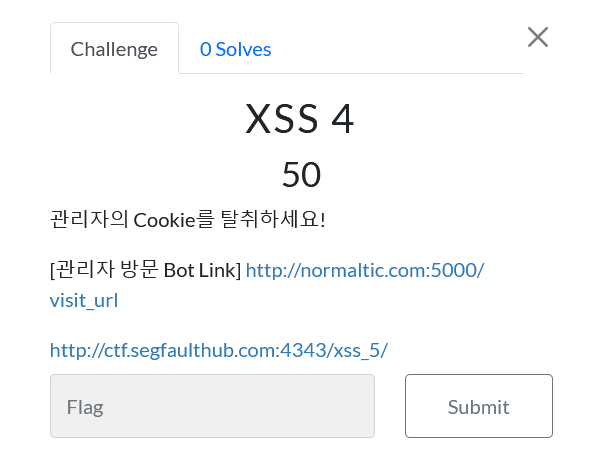 Challenge
0 Solves
XSS 4
50
관리자의 Cookie를 탈취하세요!
[관리자 방문 Bot Link] http://normaltic.com:5000/
visit_url
http://ctf.segfaulthub.com:4343/xss_5/
Flag
Submit